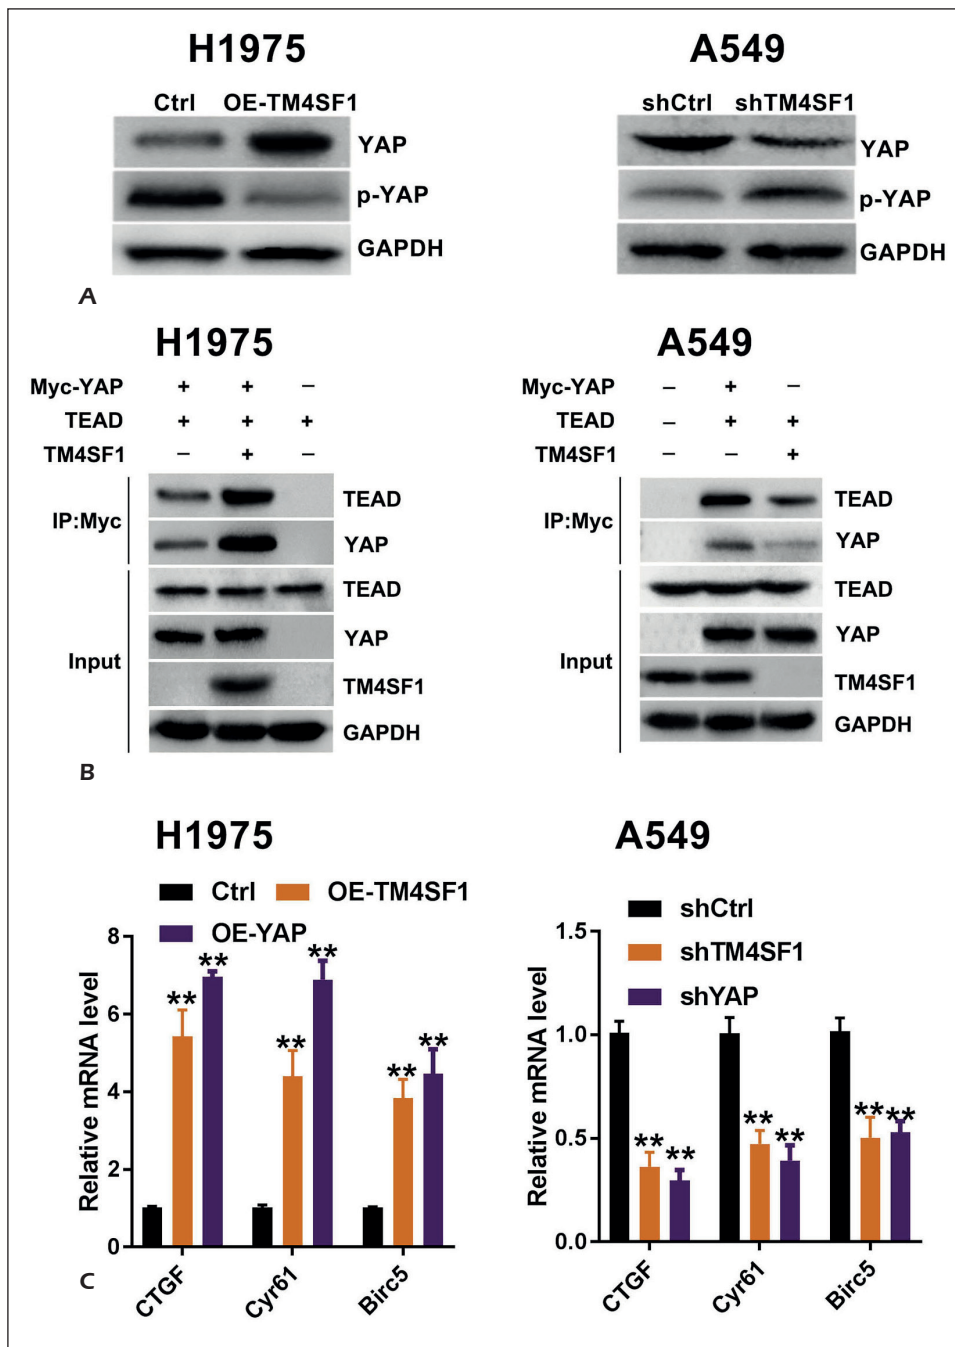 H1975
A549
Ctrl OE-TM4SF1
shCtrl shTM4SF1
YAP
YAP
p-YAP
p-YAP
GAPDH
GAPDH
A
H1975
A549
Myc-YAP + + –
Myc-YAP – + –
TEAD + + +
TEAD – + +
TM4SF1 – + –
TM4SF1 – – +
IP:Myc
TEAD
YAP
Input
TEAD
YAP
TM4SF1
GAPDH
IP:Myc
TEAD
YAP
Input
TEAD
YAP
TM4SF1
GAPDH
B
H1975
Ctrl OE-TM4SF1
OE-YAP
Relative mRNA level
8
6
4
2
0
** ** ** ** ** **
CTGF Cyr61 Birc5
A549
shCtrl
shTM4SF1
shYAP
Relative mRNA level
1.5
1.0
0.5
0.0
** ** ** ** ** **
CTGF Cyr61 Birc5
C